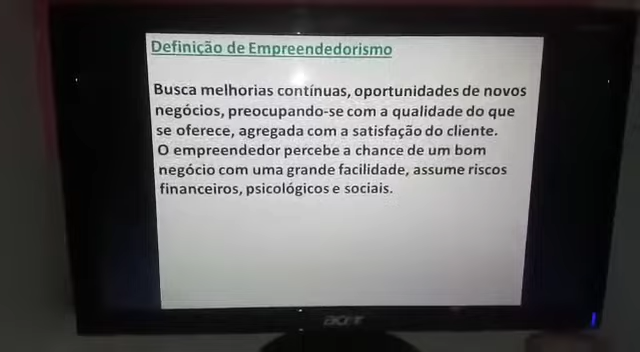 Definição de Empreendedorismo
Busca melhorias contínuas, oportunidades de novos
negócios, preocupando-se com a qualidade do que
se oferece, agregada com a satisfação do cliente.
O empreendedor percebe a chance de um bom
negócio com uma grande facilidade, assume riscos
financeiros, psicológicos e sociais.
acer